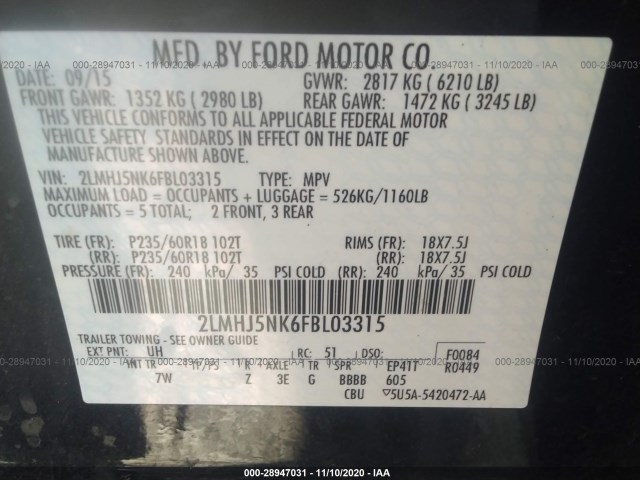 000-28947031 - 11/10/2020 - IAA 000-28947031 - 11/10/2020 - IAA 000-28947031 - 11/10/2020 - IAA
MFD. BY FORD MOTOR CO.
DATE: 09/15 GVWR: 2817 KG ( 6210 LB)
FRONT GAWR: 1352 KG ( 2980 LB) REAR GAWR: 1472 KG ( 3245 LB)
THIS VEHICLE CONFORMS TO ALL APPLICABLE FEDERAL MOTOR
VEHICLE SAFETY STANDARDS IN EFFECT ON THE DATE OF
MANUFACTURE SHOWN ABOVE.
VIN: 2LMHJ5NK6FBL03315 TYPE: MPV
MAXIMUM LOAD = OCCUPANTS + LUGGAGE = 526KG/1160LB
OCCUPANTS = 5 TOTAL; 2 FRONT, 3 REAR
TIRE (FR): P235/60R18 102T RIMS (FR): 18X7.5J
(RR): P235/60R18 102T (RR): 18X7.5J
PRESSURE (FR): 240 kPa/ 35 PSI COLD (RR): 240 kPa/ 35 PSI COLD
2LMHJ5NK6FBL03315
TRAILER TOWING - SEE OWNER GUIDE
EXT PNT: UH RC: 51 DSO: F0084
INT TR TP/PS R AXLE TR SPR EP41T R0449
7W Z 3E G BBBB 605
CBU ▽5U5A-5420472-AA
000-28947031 - 11/10/2020 - IAA